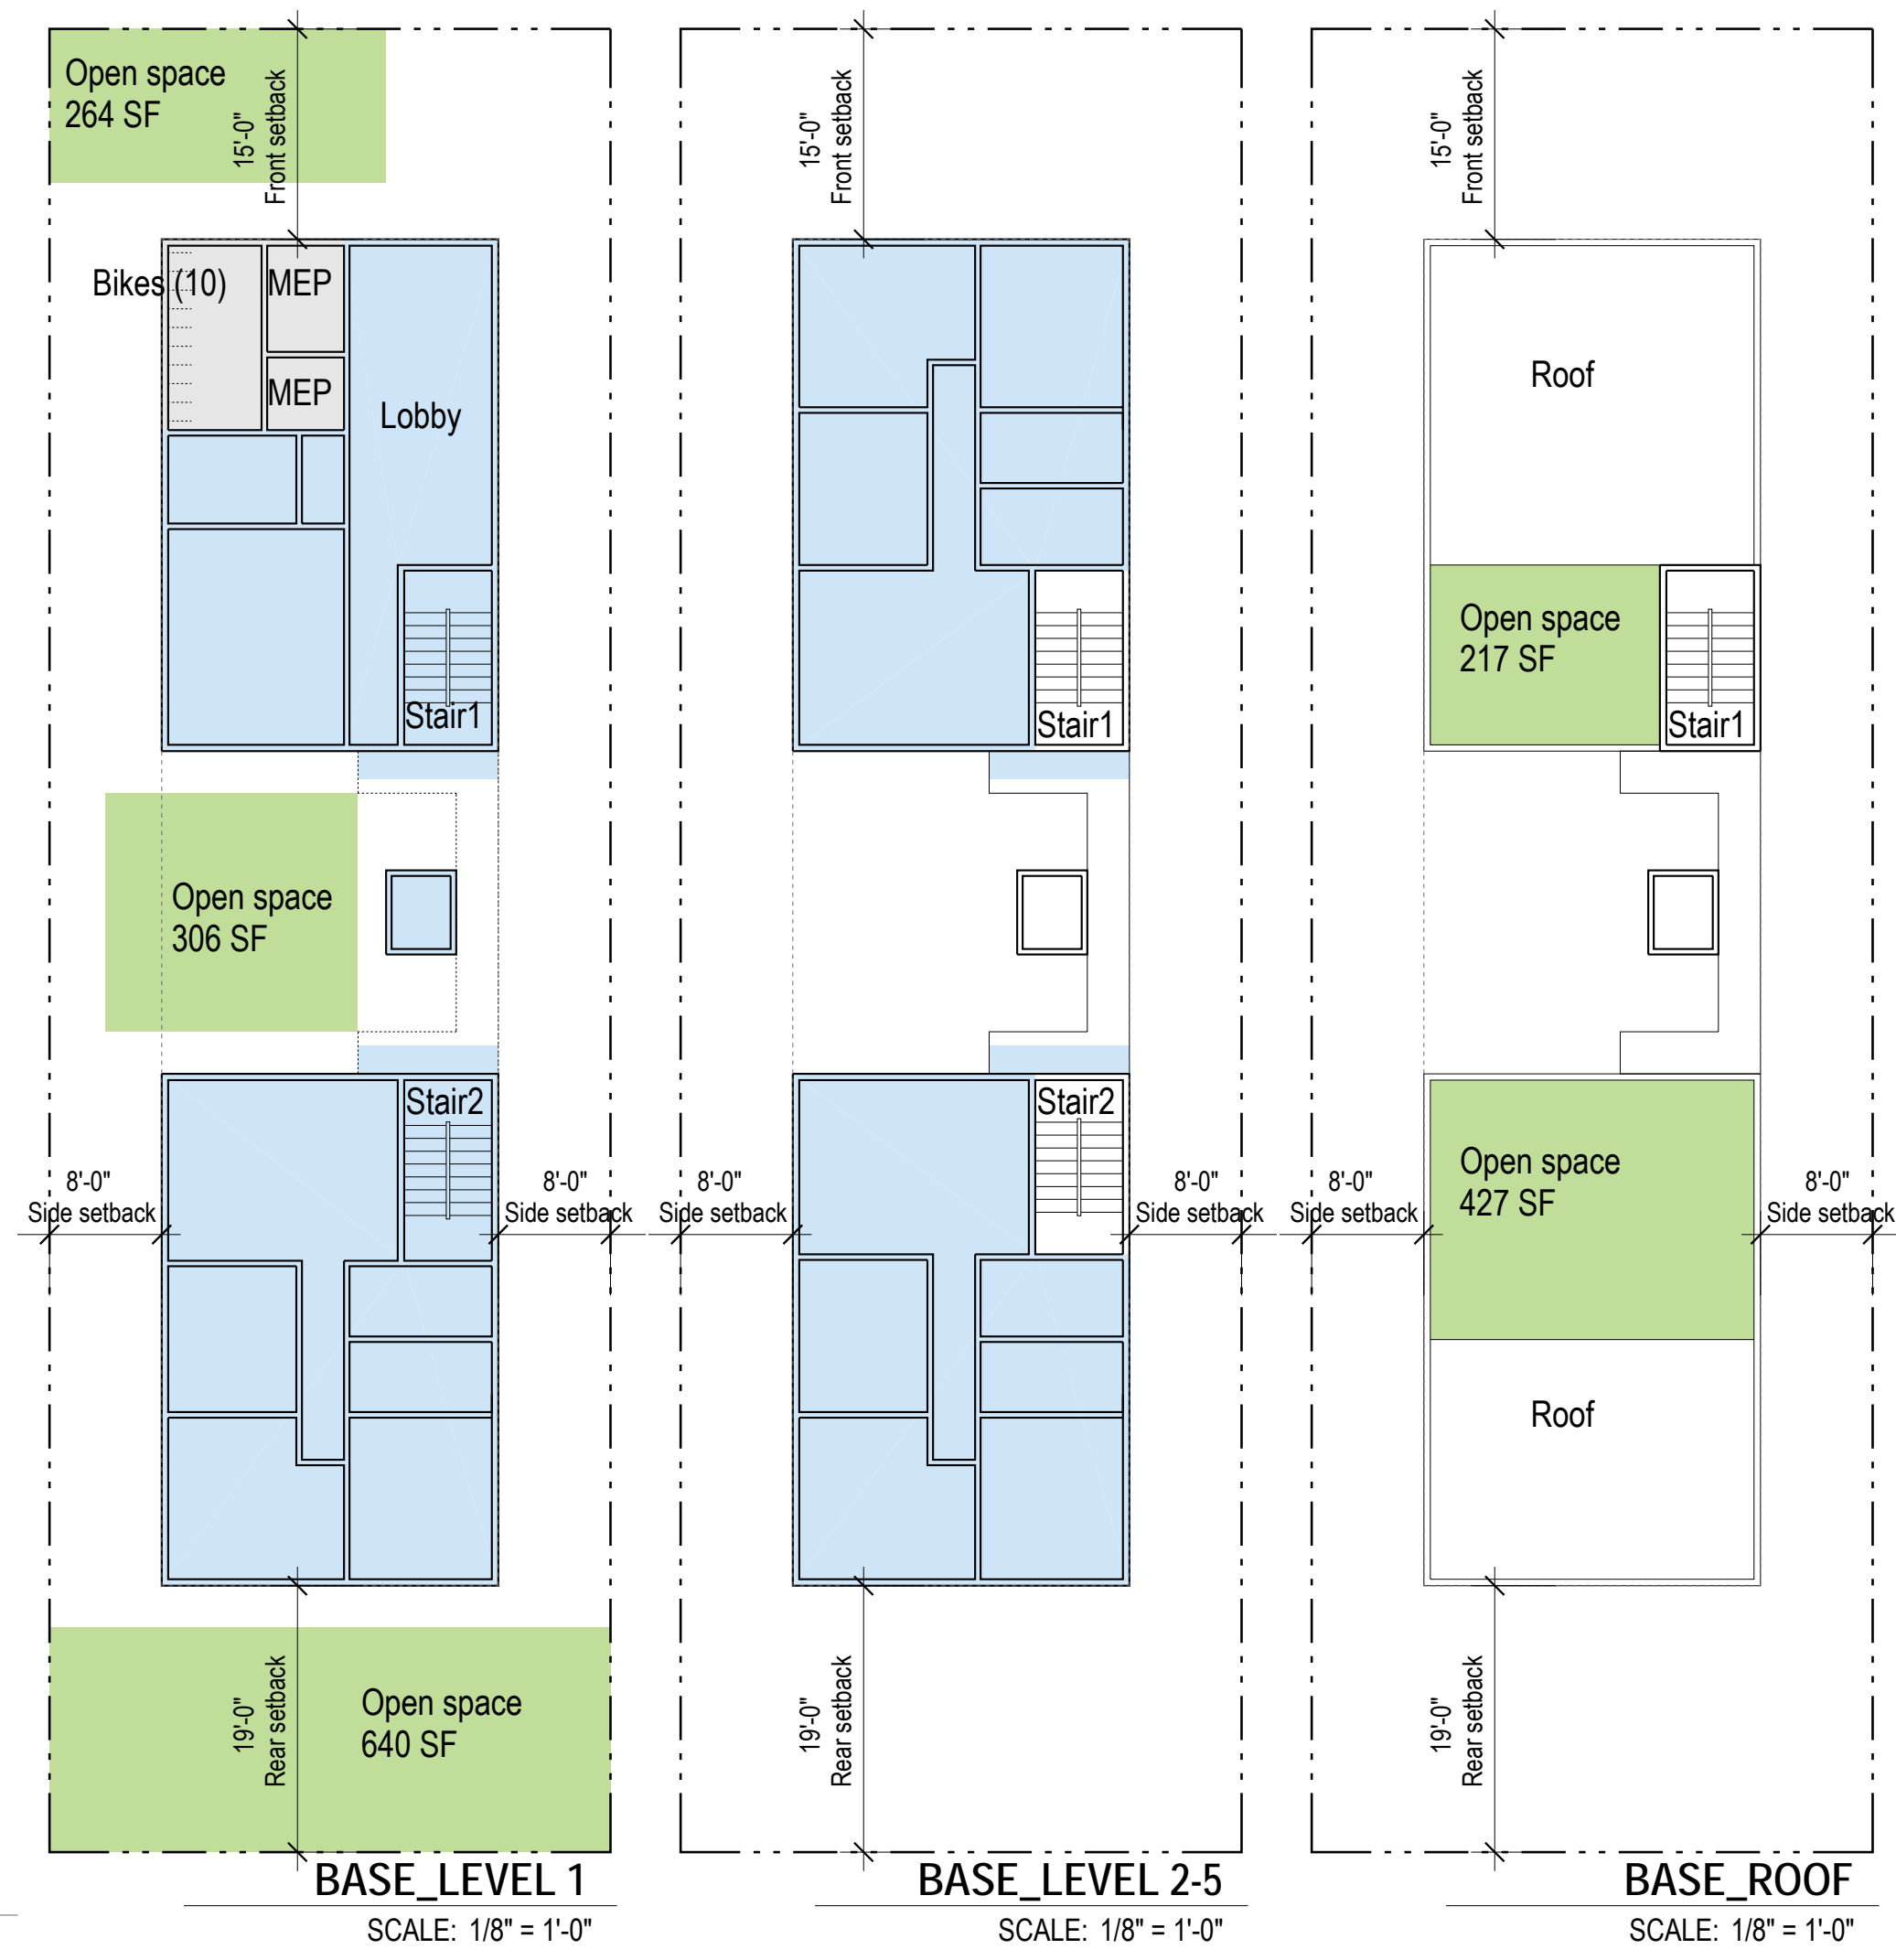 Open space
264 SF
15'-0"
Front setback
Bikes (10)
MEP
MEP
Lobby
Stair1
Open space
306 SF
Stair2
8'-0"
Side setback
8'-0"
Side setback
19'-0"
Rear setback
Open space
640 SF
BASE_LEVEL 1
SCALE: 1/8" = 1'-0"
15'-0"
Front setback
Stair1
Stair2
8'-0"
Side setback
8'-0"
Side setback
19'-0"
Rear setback
BASE_LEVEL 2-5
SCALE: 1/8" = 1'-0"
15'-0"
Front setback
Roof
Open space
217 SF
Stair1
Open space
427 SF
8'-0"
Side setback
8'-0"
Side setback
Roof
19'-0"
Rear setback
BASE_ROOF
SCALE: 1/8" = 1'-0"